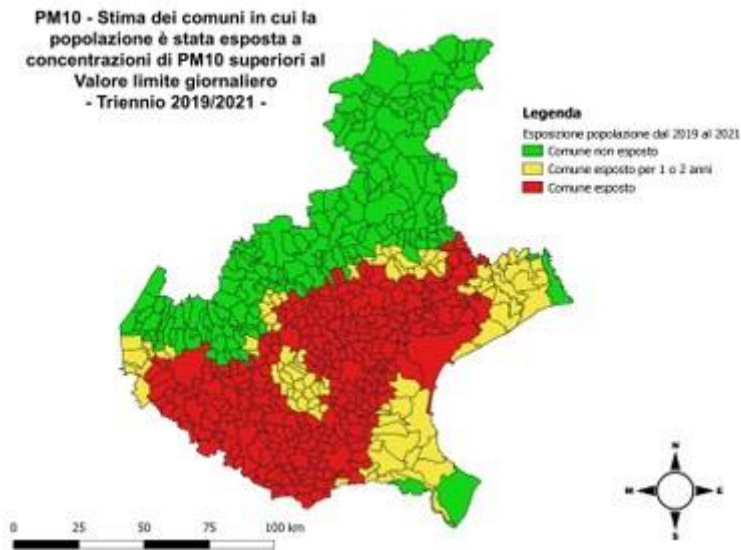 PM10 - Stima dei comuni in cui la
popolazione è stata esposta a
concentrazioni di PM10 superiori al
Valore limite giornaliero
- Triennio 2019/2021 -
Legenda
Esposizione popolazione dal 2019 al 2021
Comune non esposto
Comune esposto per 1 o 2 anni
Comune esposto
N
E
S
0 25 50 75 100 km